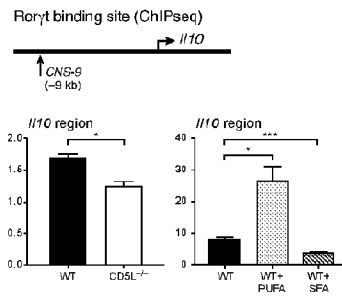 Rorγt binding site (ChIPseq)
Il10
CNS-9
(−9 kb)
Il10 region
*
2.0
1.5
1.0
0.5
0.0
WT
CD5L−/−
Il10 region
***
*
40
30
20
10
0
WT
WT+
PUFA
WT+
SFA